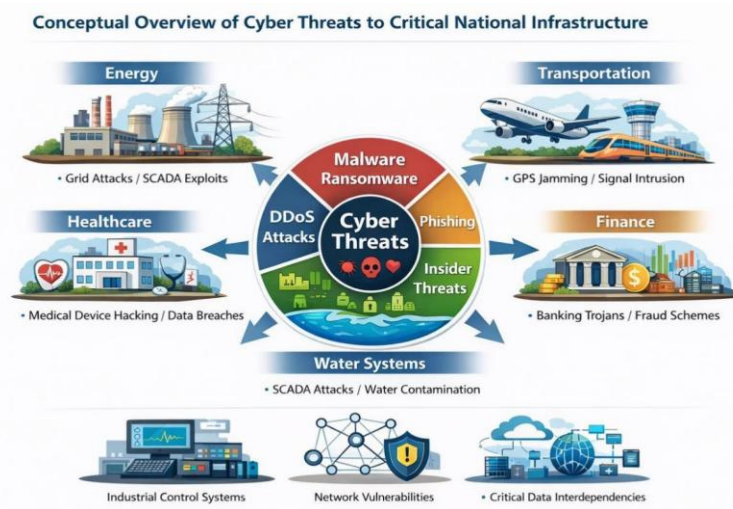 Conceptual Overview of Cyber Threats to Critical National Infrastructure
Energy
• Grid Attacks / SCADA Exploits
Transportation
• GPS Jamming / Signal Intrusion
Malware
Ransomware
DDoS
Attacks
Phishing
Cyber
Threats
Insider
Threats
Healthcare
• Medical Device Hacking / Data Breaches
Finance
$
• Banking Trojans / Fraud Schemes
Water Systems
• SCADA Attacks / Water Contamination
Industrial Control Systems
!
Network Vulnerabilities
• Critical Data Interdependencies